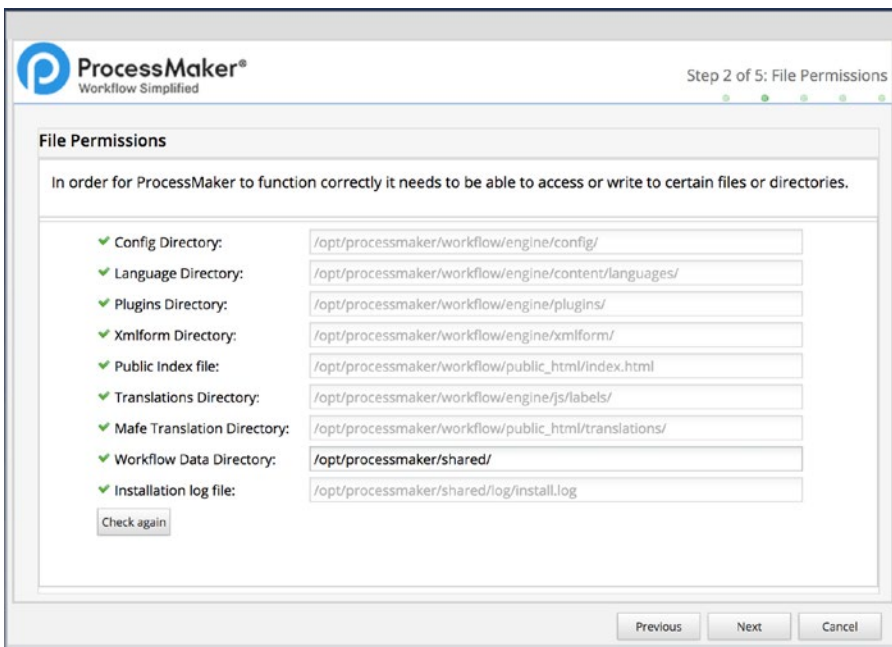 ProcessMaker®
Workflow Simplified
Step 2 of 5: File Permissions
File Permissions
In order for ProcessMaker to function correctly it needs to be able to access or write to certain files or directories.
Config Directory: /opt/processmaker/workflow/engine/config/
Language Directory: /opt/processmaker/workflow/engine/content/languages/
Plugins Directory: /opt/processmaker/workflow/engine/plugins/
Xmlform Directory: /opt/processmaker/workflow/engine/xmlform/
Public Index file: /opt/processmaker/workflow/public_html/index.html
Translations Directory: /opt/processmaker/workflow/engine/js/labels/
Mafe Translation Directory: /opt/processmaker/workflow/public_html/translations/
Workflow Data Directory: /opt/processmaker/shared/
Installation log file: /opt/processmaker/shared/log/install.log
Check again
Previous Next Cancel